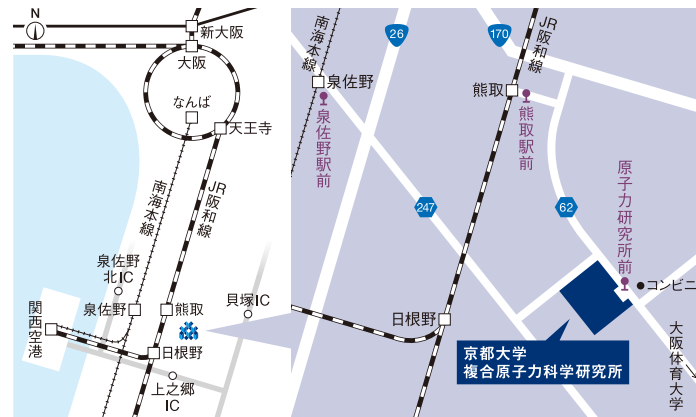 N
新大阪
大阪
なんば
天王寺
南海本線
JR阪和線
泉佐野
北IC
貝塚IC
泉佐野
熊取
関西空港
日根野
上之郷
IC
26
170
JR阪和線
南海本線
泉佐野
熊取
泉佐野駅前
熊取駅前
原子力研究所前
247
62
コンビニ
日根野
京都大学
複合原子力科学研究所
大阪体育大学